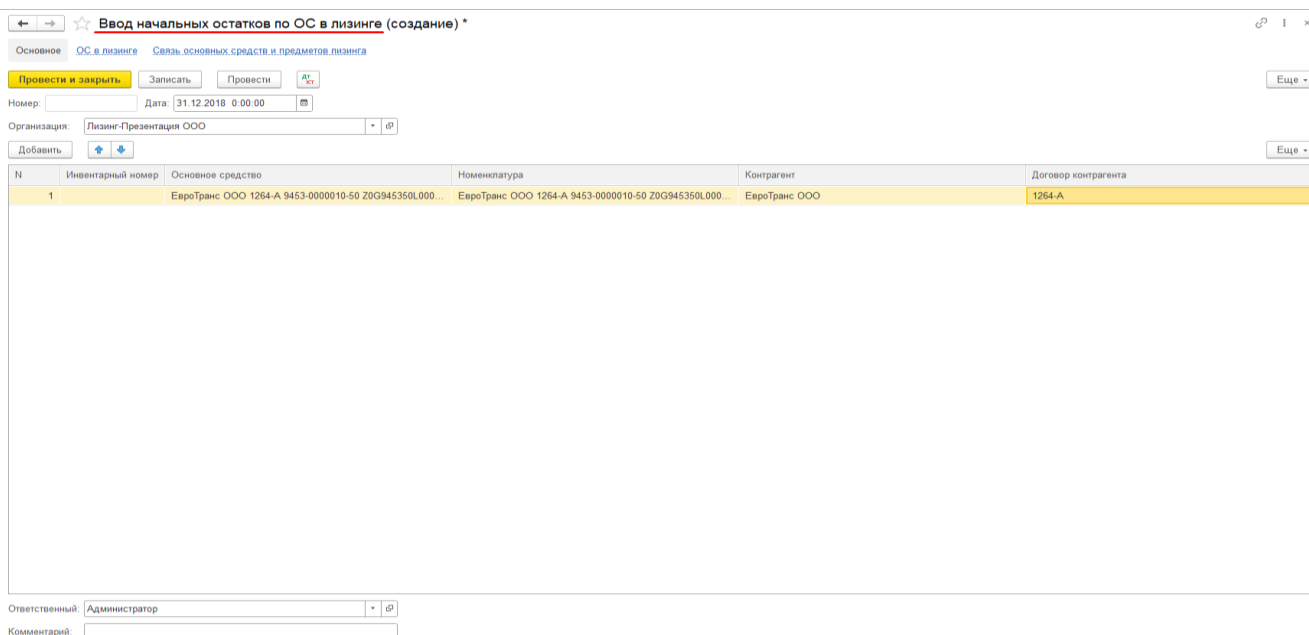 Ввод начальных остатков по ОС в лизинге (создание) *
Основное ОС в лизинге Связь основных средств и предметов лизинга
Провести и закрыть Записать Провести Дт Кт Еще
Номер: Дата: 31.12.2018 0:00:00
Организация: Лизинг-Презентация ООО
Добавить Еще
N Инвентарный номер Основное средство Номенклатура Контрагент Договор контрагента
1 ЕвроТранс ООО 1264-А 9453-0000010-50 Z0G945350L000... ЕвроТранс ООО 1264-А 9453-0000010-50 Z0G945350L000... ЕвроТранс ООО 1264-А
Ответственный: Администратор
Комментарий: